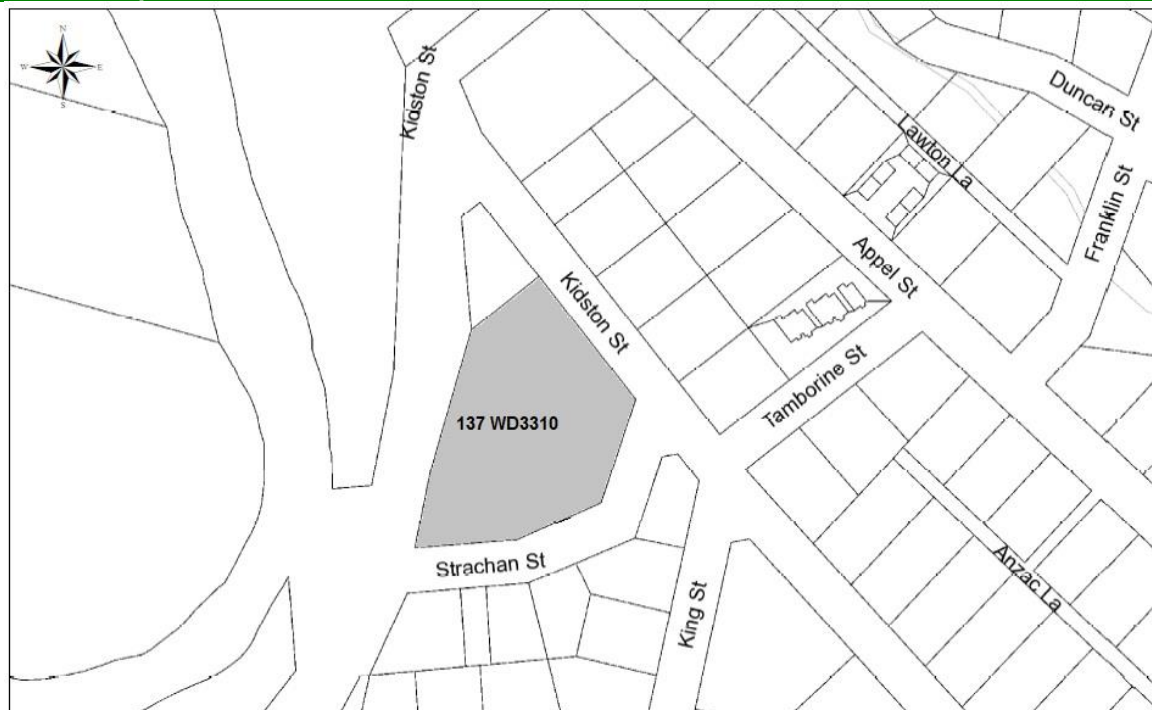 N
W
E
S
Kidston St
Duncan St
Lawton La
Franklin St
Appel St
Kidston St
Tamborine St
137 WD3310
Strachan St
Anzac La
King St